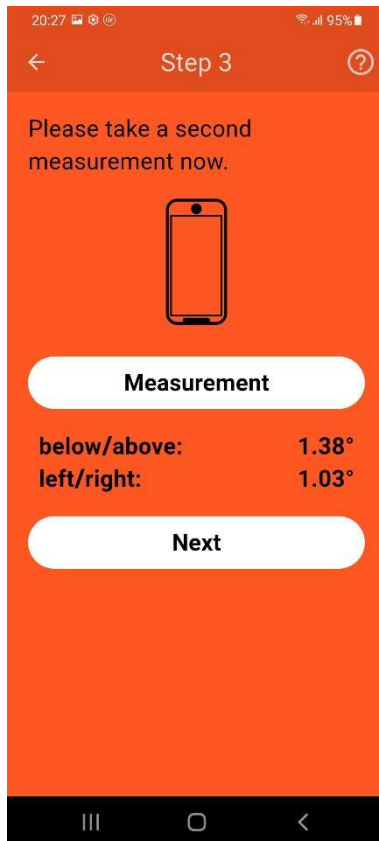 20:27 95%
Step 3
Please take a second
measurement now.
Measurement
below/above: 1.38°
left/right: 1.03°
Next